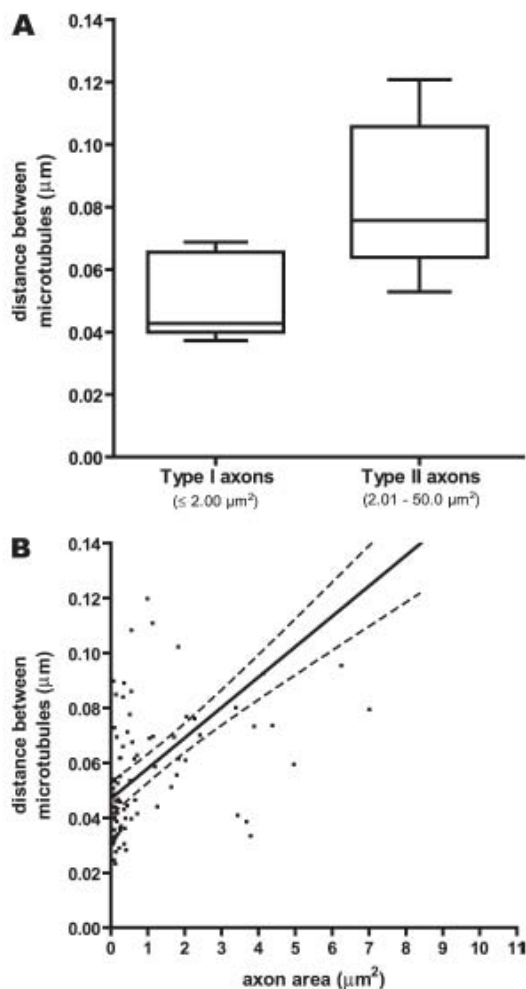 A
0.14
0.12
0.10
0.08
0.06
0.04
0.02
0.00
distance between
microtubules (μm)
Type I axons
(≤ 2.00 μm²)
Type II axons
(2.01 - 50.0 μm²)
B
0.14
0.12
0.10
0.08
0.06
0.04
0.02
0.00
distance between
microtubules (μm)
0 1 2 3 4 5 6 7 8 9 10 11
axon area (μm²)